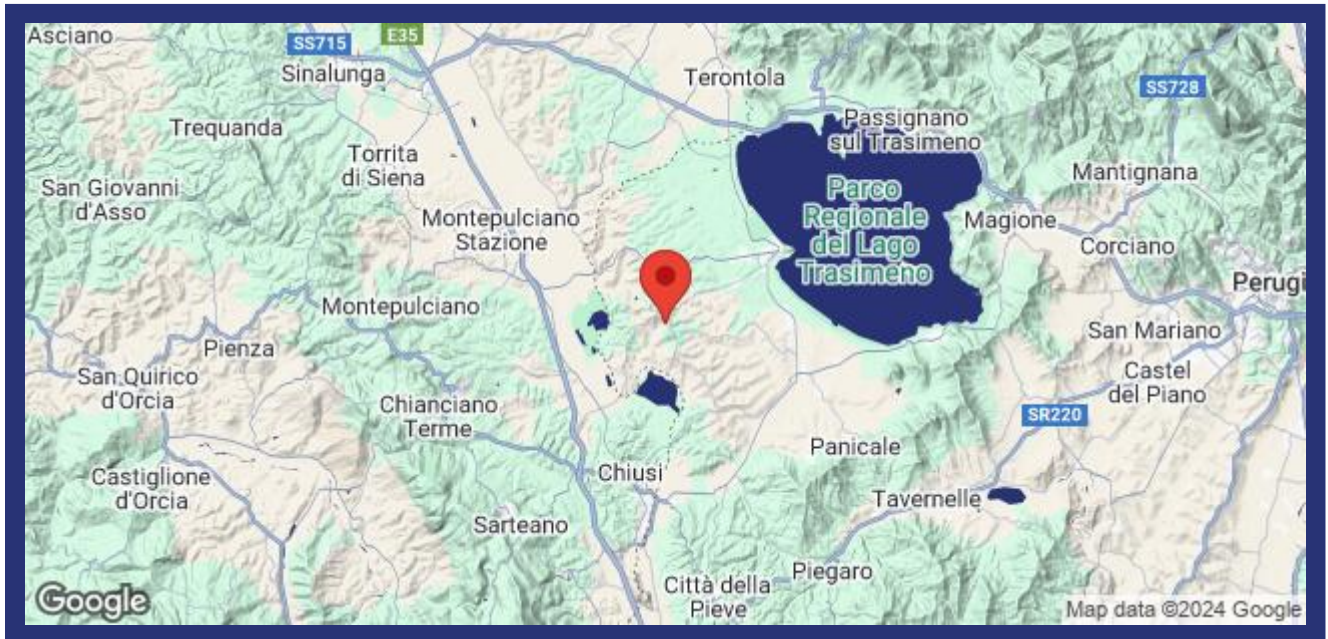 Asciano
SS715
E35
Sinalunga
Terontola
SS728
Trequanda
Passignano
sul Trasimeno
Torrita
di Siena
Mantignana
San Giovanni
d'Asso
Parco
Regionale
del Lago
Trasimeno
Montepulciano
Stazione
Magione
Corciano
Perugi
Montepulciano
San Mariano
Pienza
San Quirico
d'Orcia
Castel
del Piano
Chianciano
Terme
SR220
Panicale
Castiglione
d'Orcia
Chiusi
Tavernelle
Sarteano
Piegaro
Città della
Pieve
Google
Map data ©2024 Google